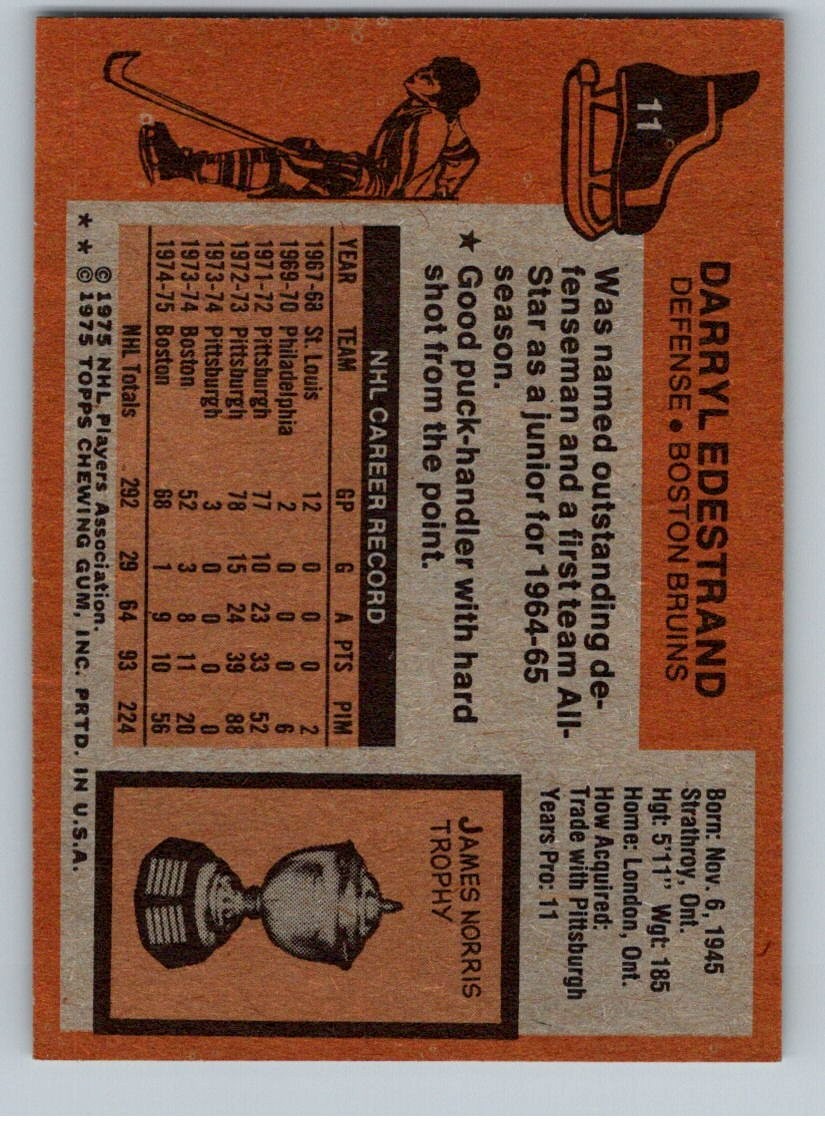 11
DARRYL EDESTRAND
DEFENSE • BOSTON BRUINS
Was named outstanding de-
fenseman and a first team All-
Star as a junior for 1964-65
season.
★ Good puck-handler with hard
shot from the point.
Born: Nov. 6, 1945
Strathroy, Ont.
Hgt: 5'11" Wgt: 185
Home: London, Ont.
How Acquired:
Trade with Pittsburgh
Years Pro: 11
NHL CAREER RECORD
YEAR TEAM GP G A PTS PIM
1967-68 St. Louis 12 0 0 0 2
1969-70 Philadelphia 2 0 0 0 6
1971-72 Pittsburgh 77 10 23 33 52
1972-73 Pittsburgh 78 15 24 39 88
1973-74 Pittsburgh 3 0 0 0 0
1973-74 Boston 52 3 8 11 20
1974-75 Boston 68 1 9 10 56
NHL Totals 292 29 64 93 224
JAMES NORRIS
TROPHY
© 1975 NHL Players Association.
★ ★ © 1975 TOPPS CHEWING GUM, INC. PRTD. IN U.S.A.